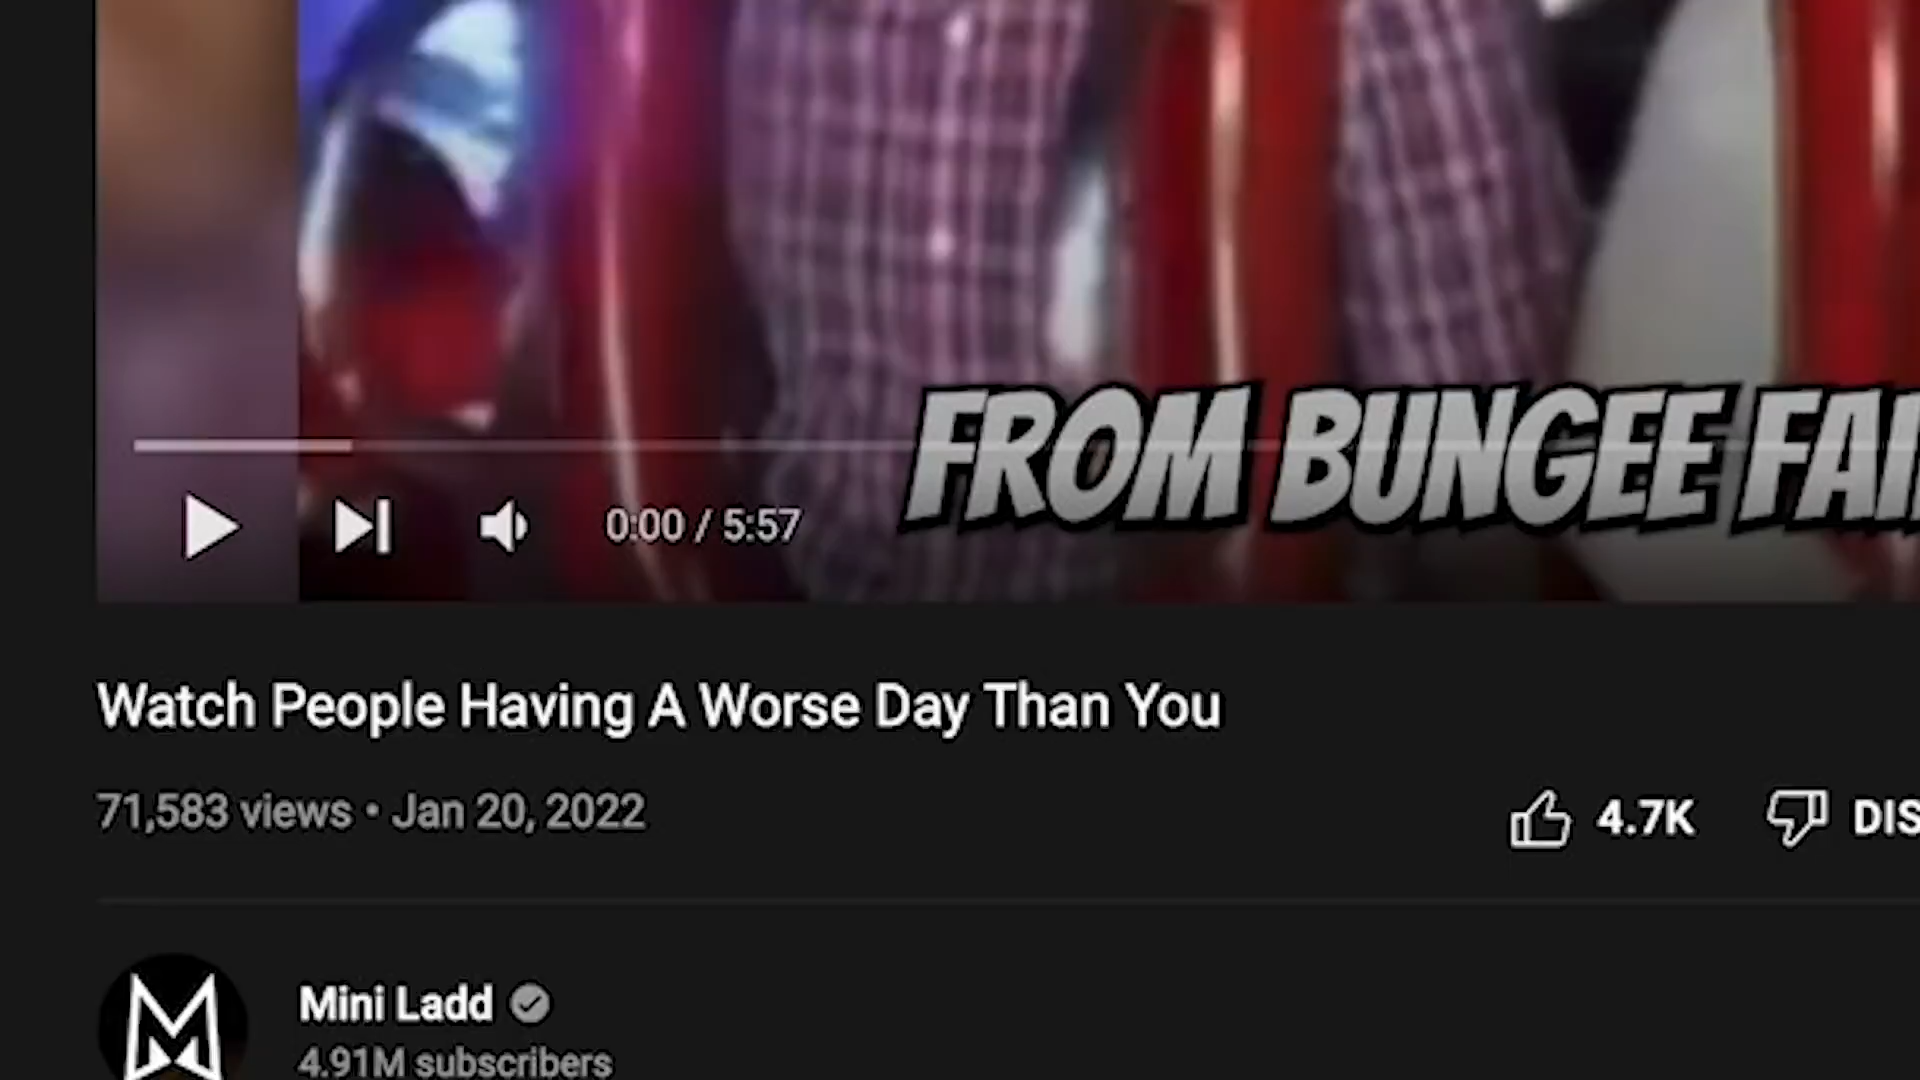 FROM BUNGEE
0:00 / 5:57
Watch People Having A Worse Day Than You
71,583 views • Jan 20, 2022
4.7K
Mini Ladd
4.91M subscribers